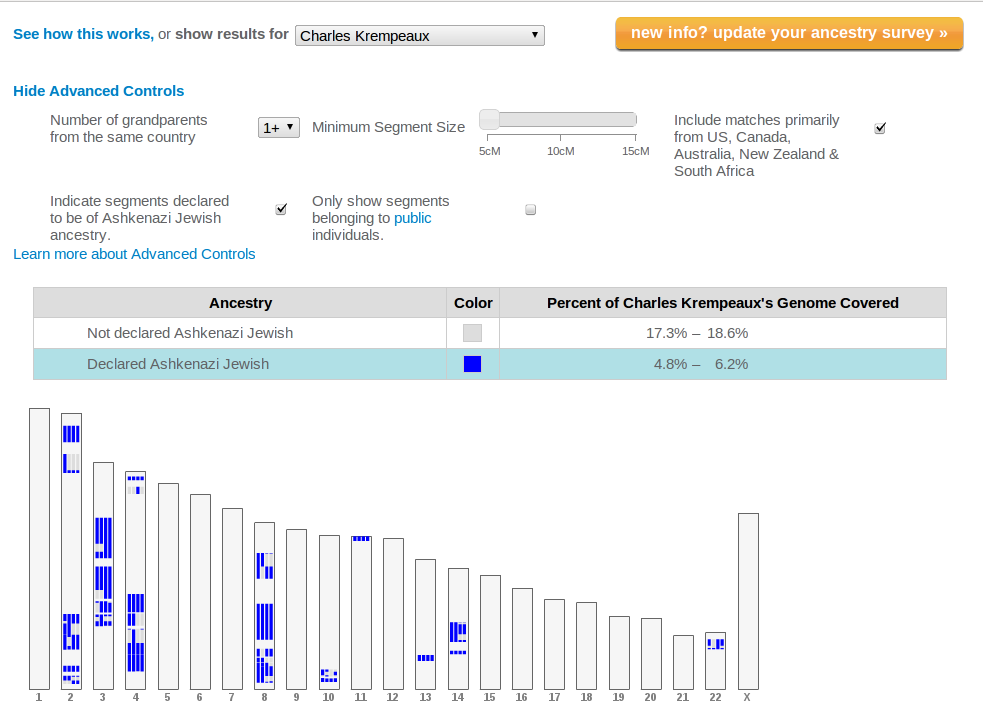 See how this works, or show results for Charles Krempeaux
new info? update your ancestry survey »
Hide Advanced Controls
Number of grandparents
from the same country
1+
Minimum Segment Size
5cM 10cM 15cM
Include matches primarily
from US, Canada,
Australia, New Zealand &
South Africa
Indicate segments declared
to be of Ashkenazi Jewish
ancestry.
Only show segments
belonging to public
individuals.
Learn more about Advanced Controls
Ancestry Color Percent of Charles Krempeaux's Genome Covered
Not declared Ashkenazi Jewish 17.3% – 18.6%
Declared Ashkenazi Jewish 4.8% – 6.2%
1 2 3 4 5 6 7 8 9 10 11 12 13 14 15 16 17 18 19 20 21 22 X